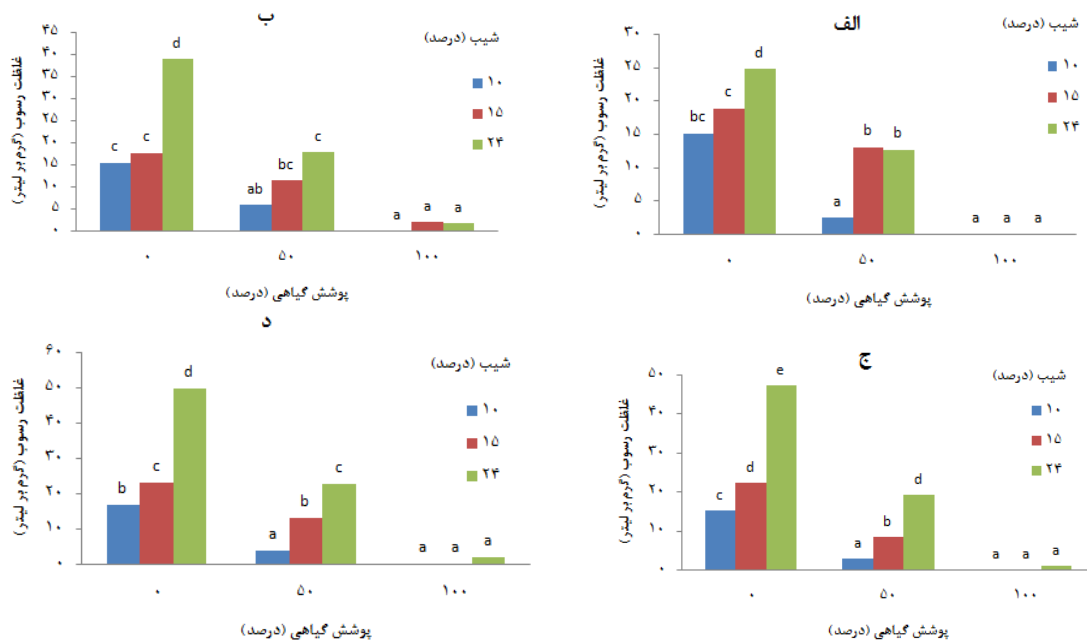 الف
شیب (درصد)
۱۰
۱۵
۲۴
غلظت رسوب (گرم بر لیتر)
۳۰
۲۵
۲۰
۱۵
۱۰
۵
۰
bc c d
a b b
a a a
۰ ۵۰ ۱۰۰
پوشش گیاهی (درصد)
ب
شیب (درصد)
۱۰
۱۵
۲۴
غلظت رسوب (گرم بر لیتر)
۴۵
۴۰
۳۵
۳۰
۲۵
۲۰
۱۵
۱۰
۵
۰
c c d
ab bc c
a a a
۰ ۵۰ ۱۰۰
پوشش گیاهی (درصد)
ج
شیب (درصد)
۱۰
۱۵
۲۴
غلظت رسوب (گرم بر لیتر)
۵۰
۴۰
۳۰
۲۰
۱۰
۰
c d e
a b d
a a a
۰ ۵۰ ۱۰۰
پوشش گیاهی (درصد)
د
شیب (درصد)
۱۰
۱۵
۲۴
غلظت رسوب (گرم بر لیتر)
۶۰
۵۰
۴۰
۳۰
۲۰
۱۰
۰
b c d
a b c
a a a
۰ ۵۰ ۱۰۰
پوشش گیاهی (درصد)